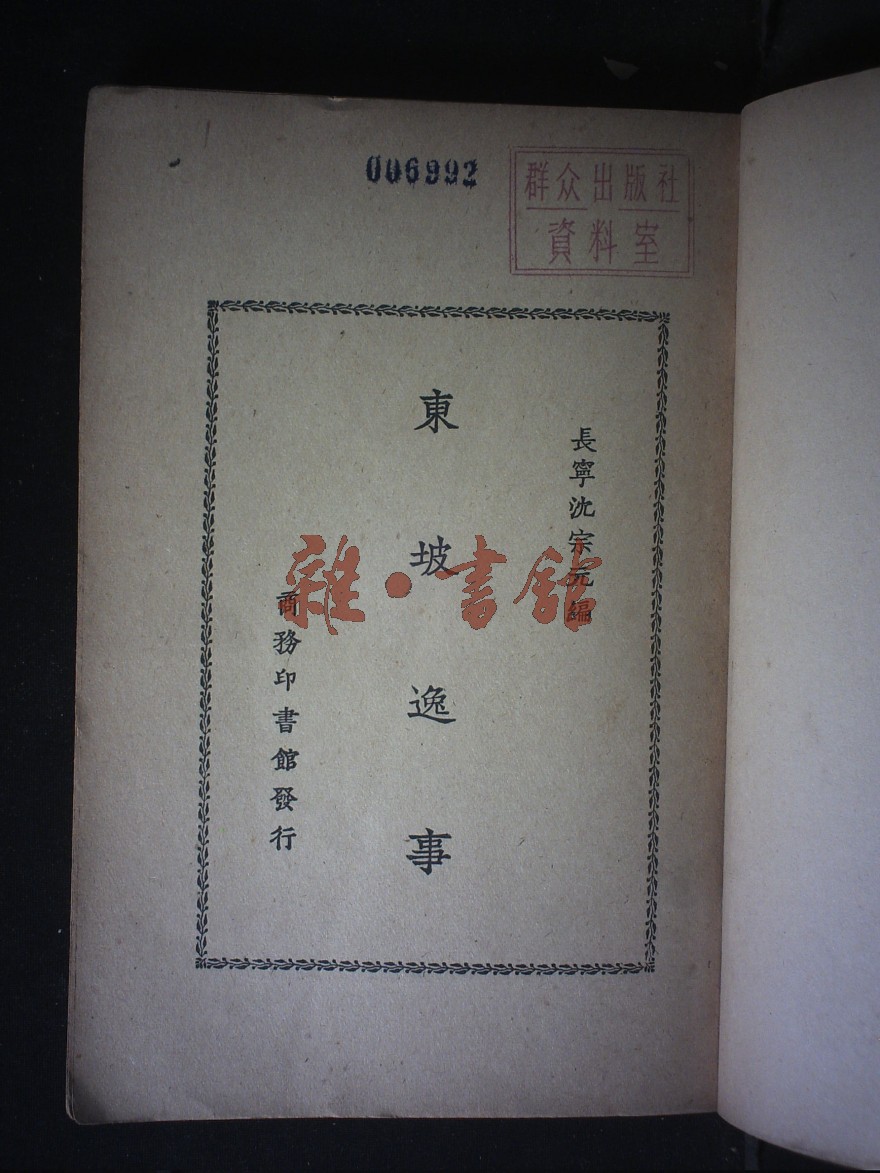 006992
群众出版社
資料室
長寧沈宗元編
東坡逸事
商務印書館發行
雜·書館